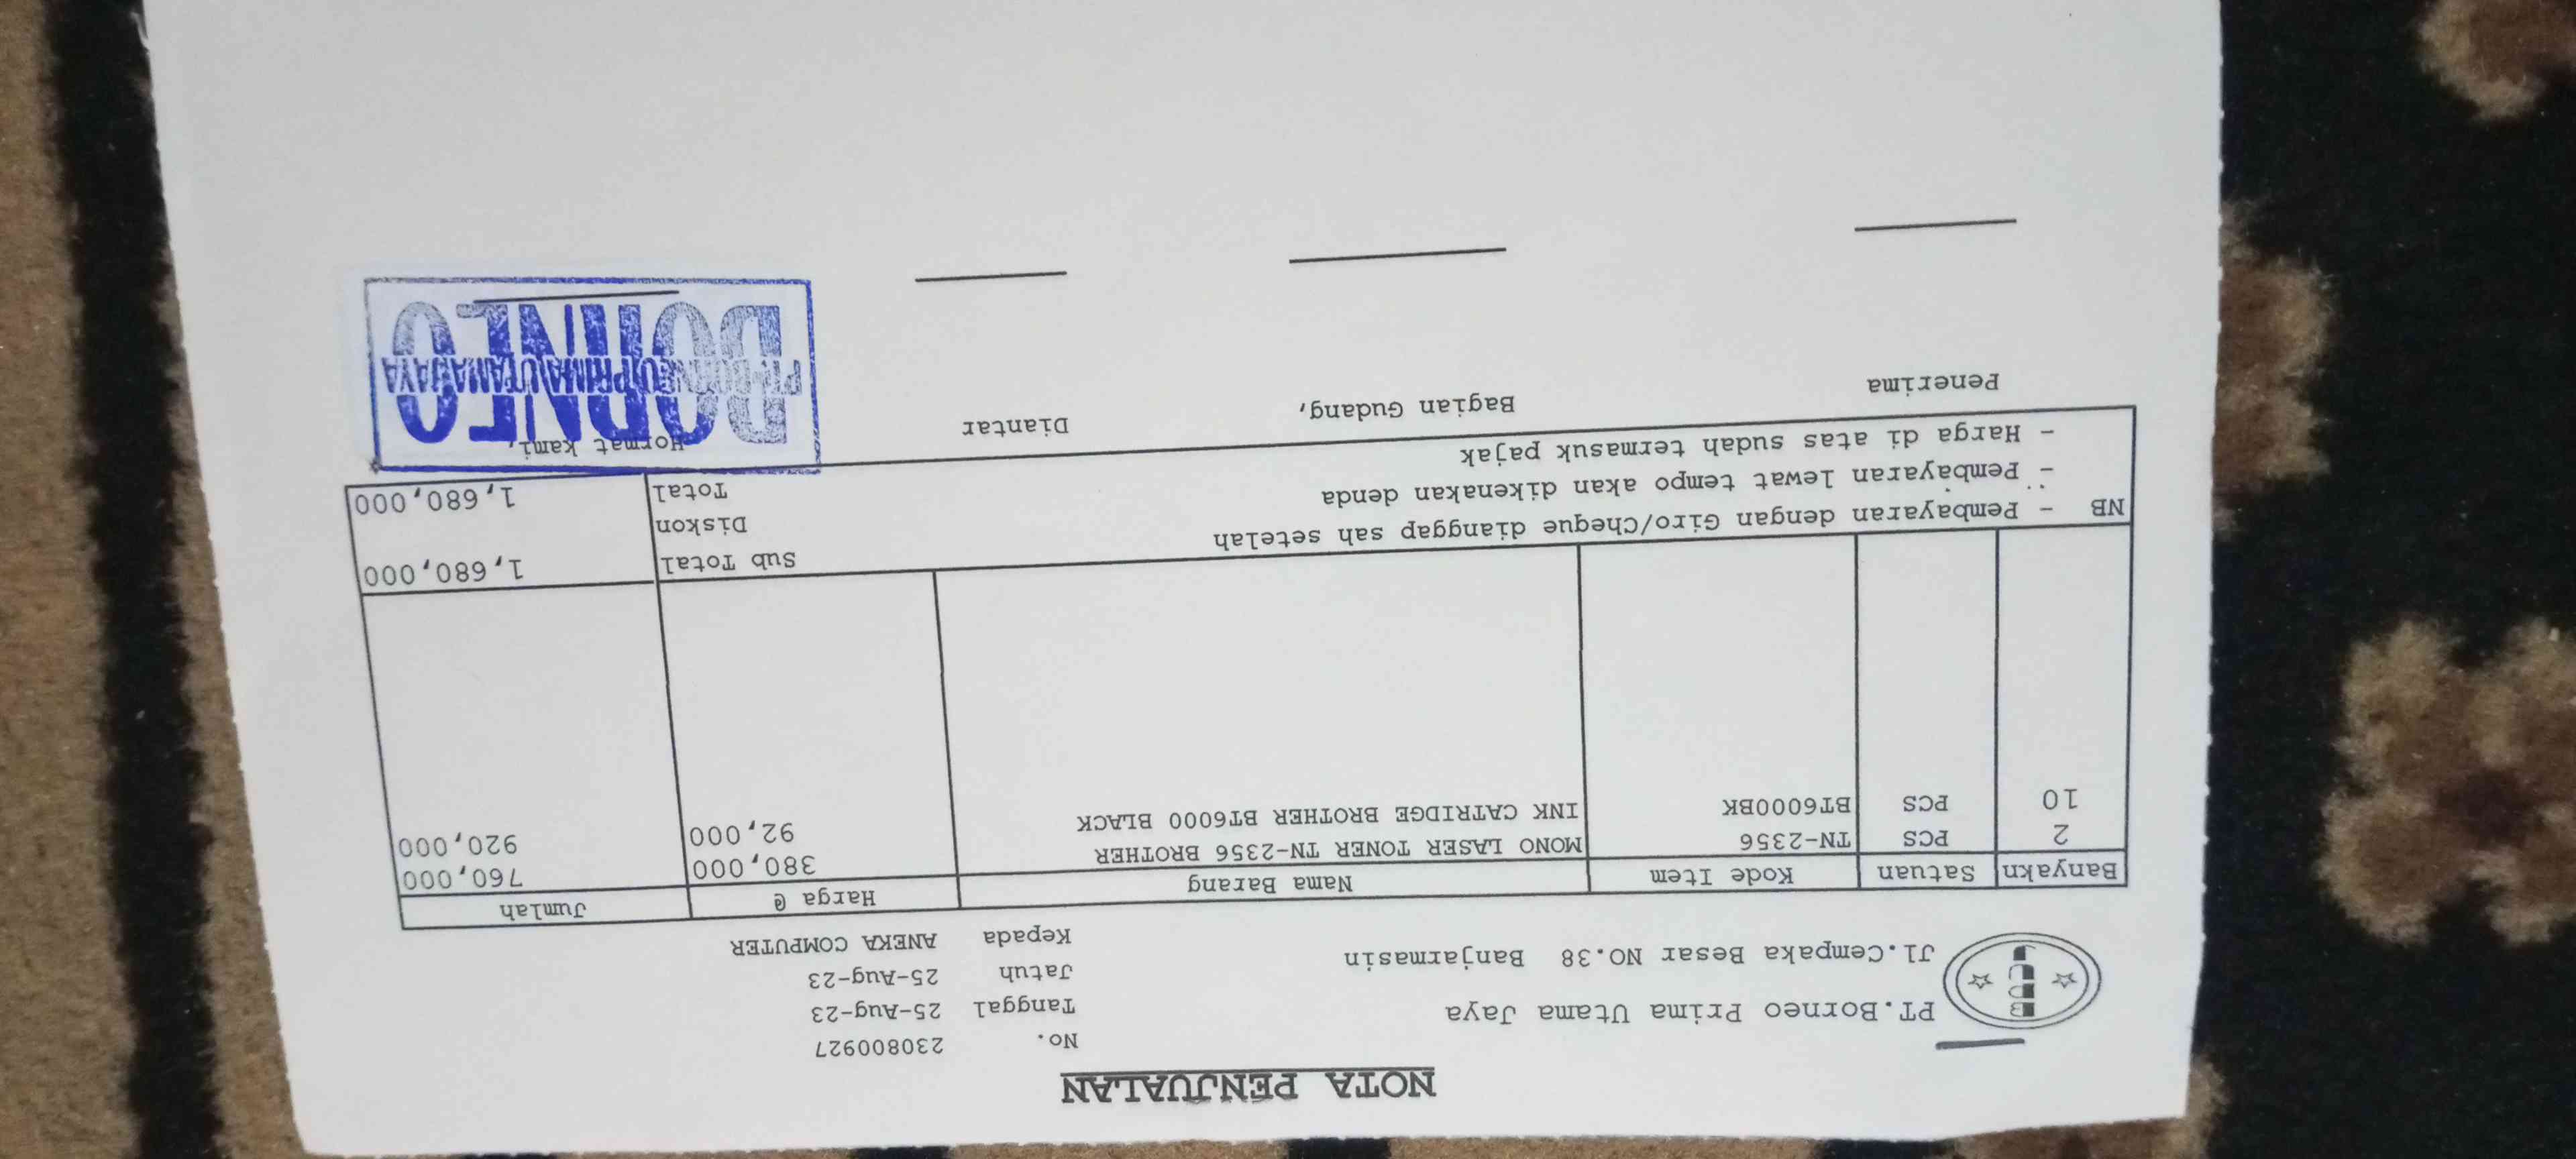 NOTA PENJUALAN
PT.Borneo Prima Utama Jaya
Jl.Cempaka Besar NO.38 Banjarmasin
No. 230800927
Tanggal 25-Aug-23
Jatuh 25-Aug-23
Kepada ANEKA COMPUTER
Banyakn Satuan Kode Item Nama Barang Harga @ Jumlah
2 PCS TN-2356 MONO LASER TONER TN-2356 BROTHER 380,000 760,000
10 PCS BT6000BK INK CATRIDGE BROTHER BT6000 BLACK 92,000 920,000
NB - Pembayaran dengan Giro/Cheque dianggap sah setelah Sub Total 1,680,000
- Pembayaran lewat tempo akan dikenakan denda Diskon
- Harga di atas sudah termasuk pajak Total 1,680,000
Penerima Bagian Gudang, Diantar Hormat kami,
BORNEO
PT. BORNEO PRIMA UTAMA JAYA